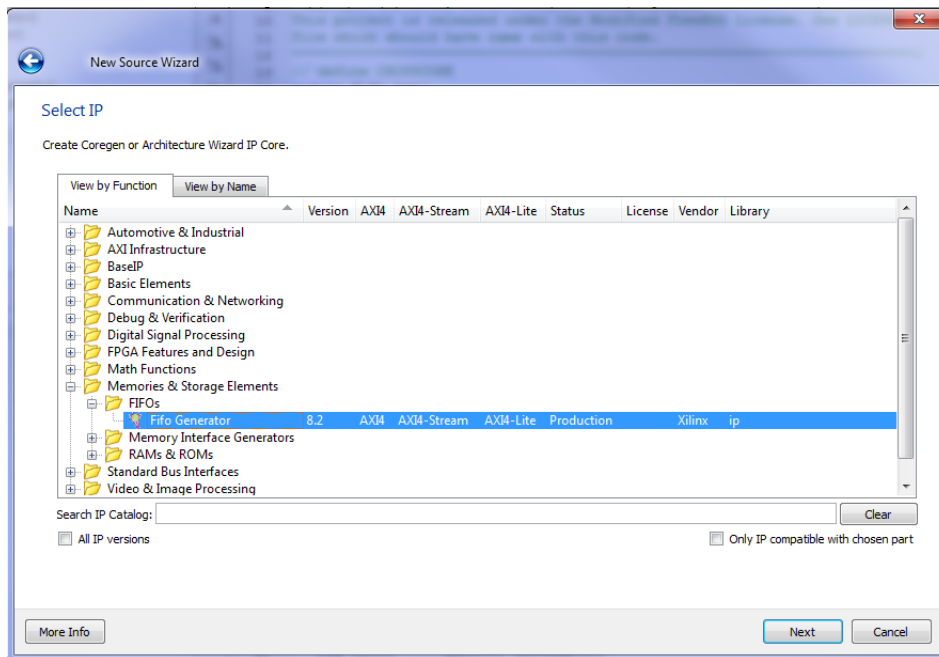 New Source Wizard
Select IP
Create Coregen or Architecture Wizard IP Core.
View by Function View by Name
Name Version AXI4 AXI4-Stream AXI4-Lite Status License Vendor Library
Automotive & Industrial
AXI Infrastructure
BaseIP
Basic Elements
Communication & Networking
Debug & Verification
Digital Signal Processing
FPGA Features and Design
Math Functions
Memories & Storage Elements
FIFOs
Fifo Generator 8.2 AXI4 AXI4-Stream AXI4-Lite Production Xilinx ip
Memory Interface Generators
RAMs & ROMs
Standard Bus Interfaces
Video & Image Processing
Search IP Catalog: Clear
All IP versions Only IP compatible with chosen part
More Info Next Cancel